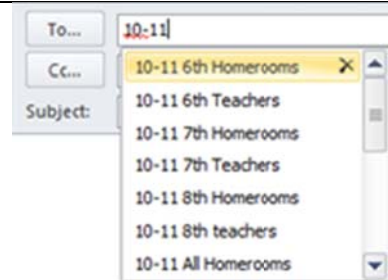 To... 10-11
Cc... 10-11 6th Homerooms
10-11 6th Teachers
Subject: 10-11 7th Homerooms
10-11 7th Teachers
10-11 8th Homerooms
10-11 8th teachers
10-11 All Homerooms